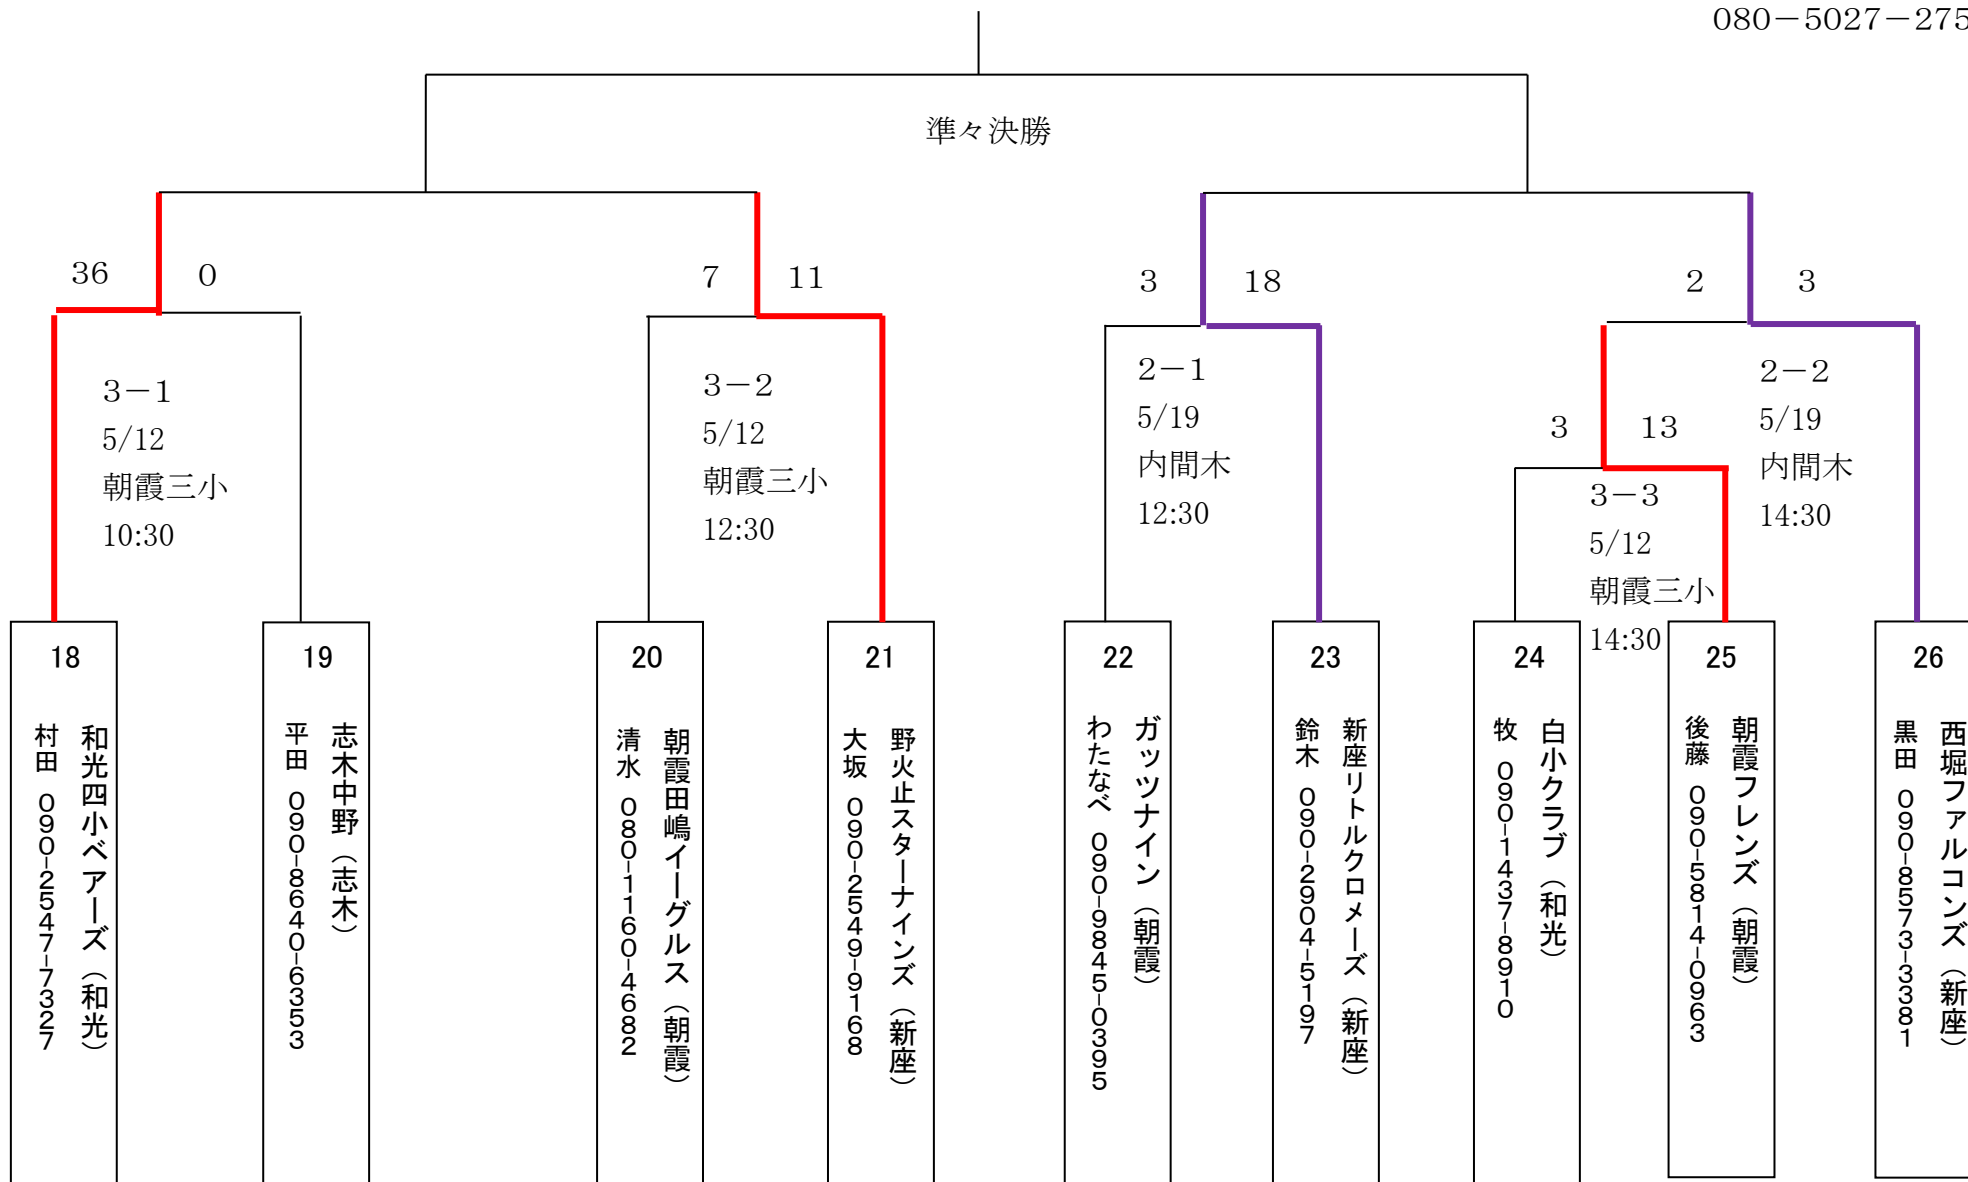 080－5027－275
準々決勝
36
0
7
11
3
18
2
3
3－1
5/12
朝霞三小
10:30
3－2
5/12
朝霞三小
12:30
2－1
5/19
内間木
12:30
3
13
2－2
5/19
内間木
14:30
3－3
5/12
朝霞三小
14:30
18
和光四小ベアーズ（和光）
村田　090-2547-7327
19
志木中野（志木）
平田　090-8640-6353
20
朝霞田嶋イーグルス（朝霞）
清水　080-1160-4682
21
野火止スターナインズ（新座）
大坂　090-2549-9168
22
ガッツナイン（朝霞）
わたなべ　090-9845-0395
23
新座リトルクロメーズ（新座）
鈴木　090-2904-5197
24
白小クラブ（和光）
牧　090-1437-8910
25
朝霞フレンズ（朝霞）
後藤　090-5814-0963
26
西堀ファルコンズ（新座）
黒田　090-8573-3381